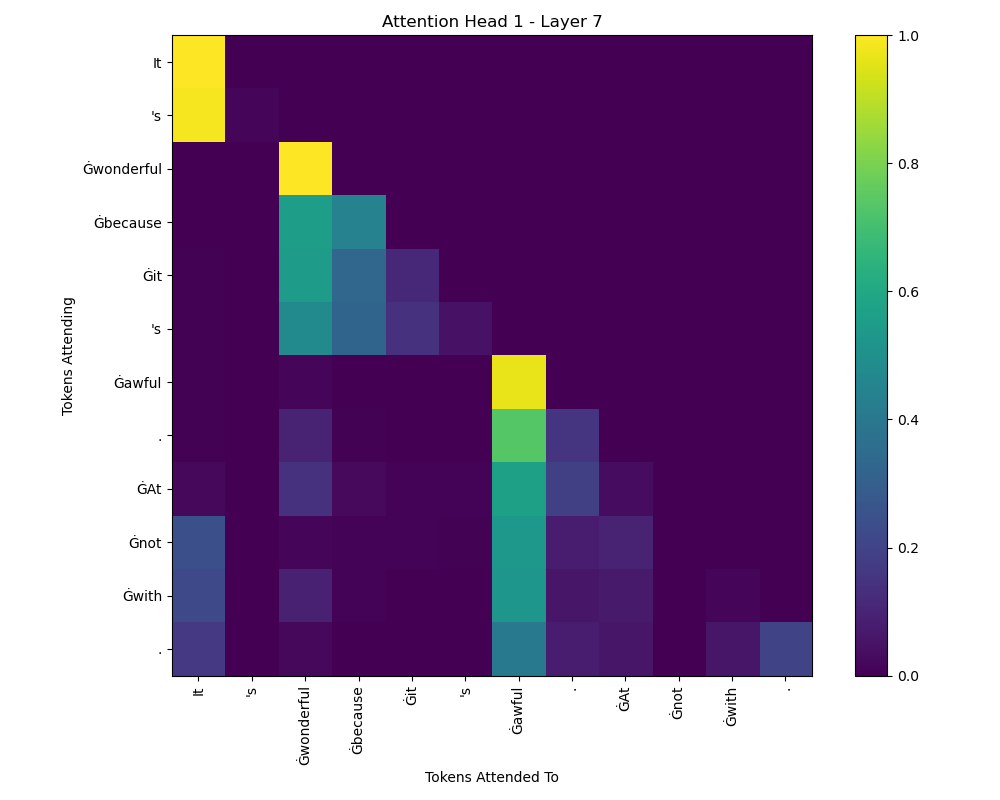 Attention Head 1 - Layer 7
It
's
Ġwonderful
Ġbecause
Ġit
's
Ġawful
.
ĠAt
Ġnot
Ġwith
.
Tokens Attending
It
's
Ġwonderful
Ġbecause
Ġit
's
Ġawful
.
ĠAt
Ġnot
Ġwith
.
Tokens Attended To
1.0
0.8
0.6
0.4
0.2
0.0